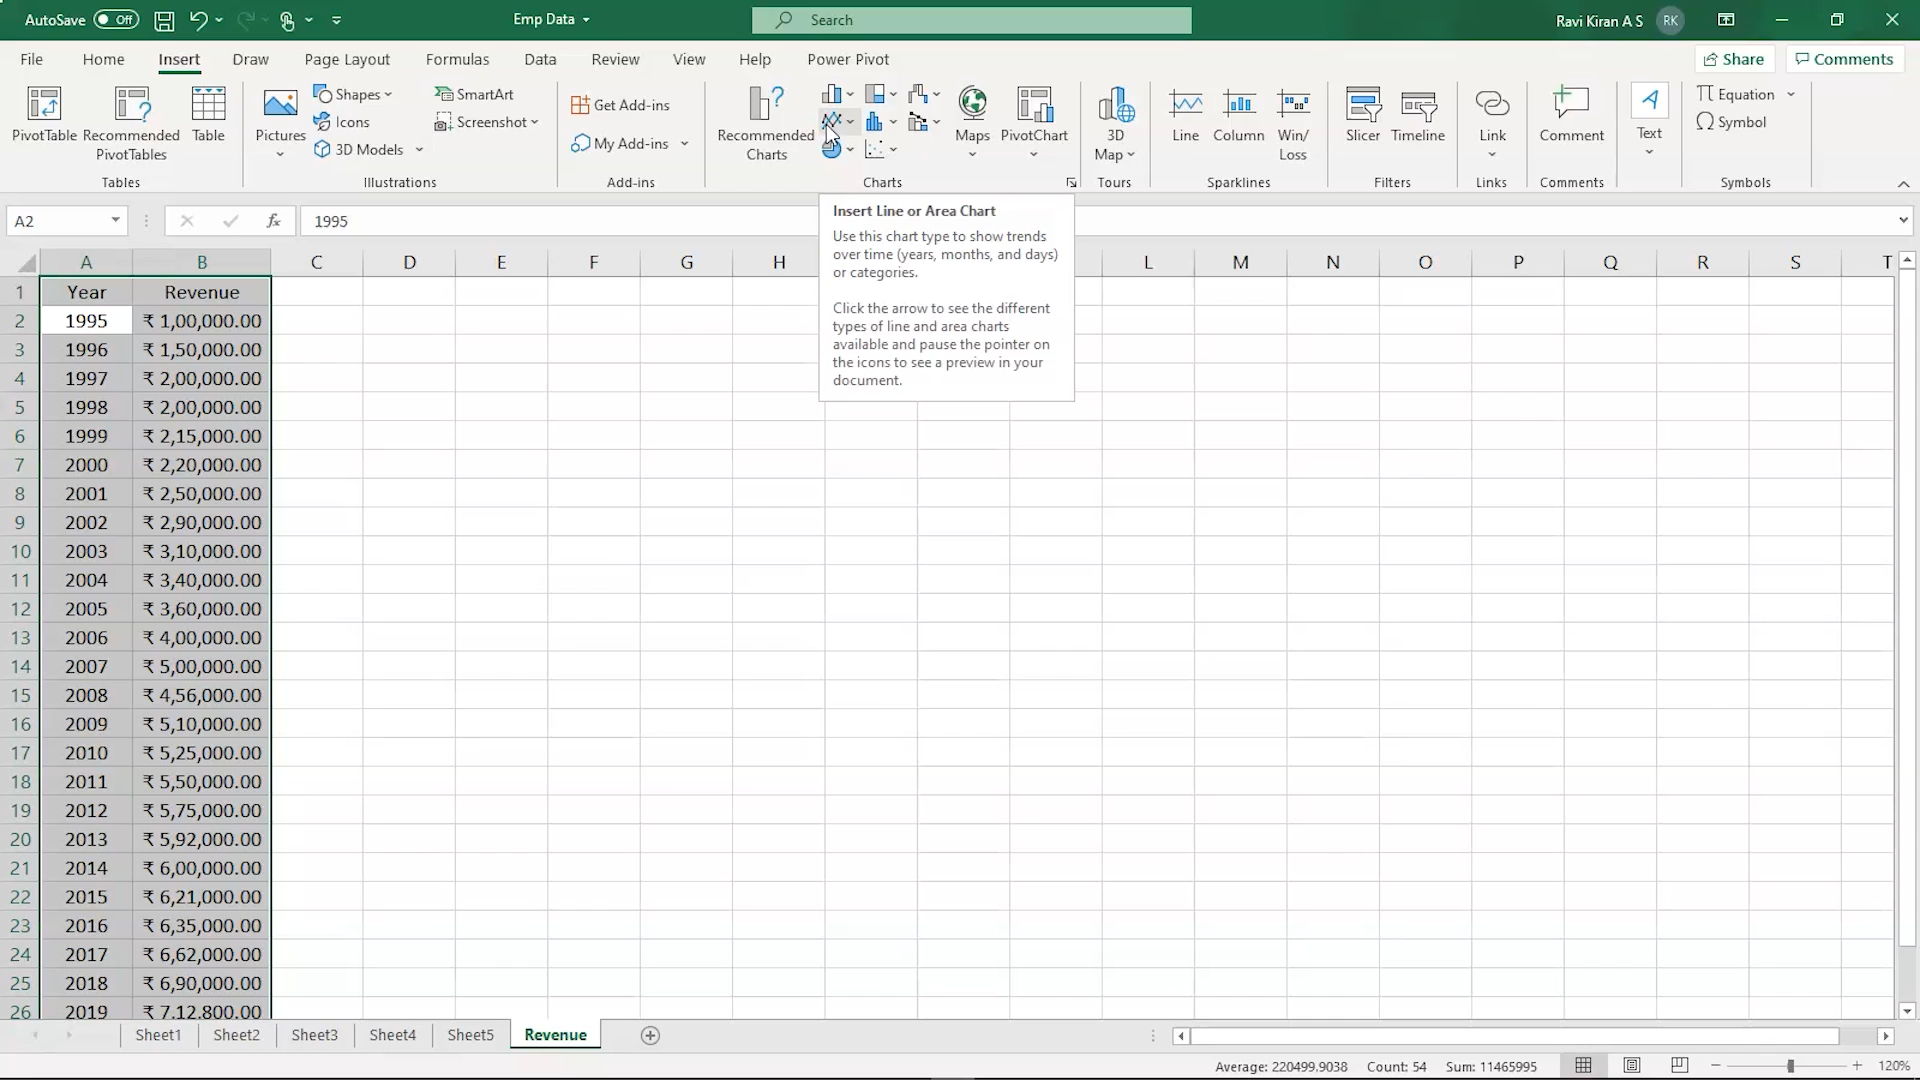 AutoSave Off Emp Data Search Ravi Kiran A S RK
File Home Insert Draw Page Layout Formulas Data Review View Help Power Pivot Share Comments
PivotTable
Recommended PivotTables
Table
Tables
Pictures
Shapes
Icons
3D Models
SmartArt
Screenshot
Illustrations
Get Add-ins
My Add-ins
Add-ins
Recommended Charts
Maps
PivotChart
Charts
3D Map
Tours
Line
Column
Win/Loss
Sparklines
Slicer
Timeline
Filters
Link
Links
Comment
Comments
A
Text
Equation
Symbol
Symbols
A2 fx 1995
Insert Line or Area Chart
Use this chart type to show trends
over time (years, months, and days)
or categories.
Click the arrow to see the different
types of line and area charts
available and pause the pointer on
the icons to see a preview in your
document.
A B C D E F G H L M N O P Q R S T
1 Year Revenue
2 1995 ₹ 1,00,000.00
3 1996 ₹ 1,50,000.00
4 1997 ₹ 2,00,000.00
5 1998 ₹ 2,00,000.00
6 1999 ₹ 2,15,000.00
7 2000 ₹ 2,20,000.00
8 2001 ₹ 2,50,000.00
9 2002 ₹ 2,90,000.00
10 2003 ₹ 3,10,000.00
11 2004 ₹ 3,40,000.00
12 2005 ₹ 3,60,000.00
13 2006 ₹ 4,00,000.00
14 2007 ₹ 5,00,000.00
15 2008 ₹ 4,56,000.00
16 2009 ₹ 5,10,000.00
17 2010 ₹ 5,25,000.00
18 2011 ₹ 5,50,000.00
19 2012 ₹ 5,75,000.00
20 2013 ₹ 5,92,000.00
21 2014 ₹ 6,00,000.00
22 2015 ₹ 6,21,000.00
23 2016 ₹ 6,35,000.00
24 2017 ₹ 6,62,000.00
25 2018 ₹ 6,90,000.00
26 2019 ₹ 7,12,800.00
Sheet1 Sheet2 Sheet3 Sheet4 Sheet5 Revenue
Average: 220499.9038 Count: 54 Sum: 11465995 120%